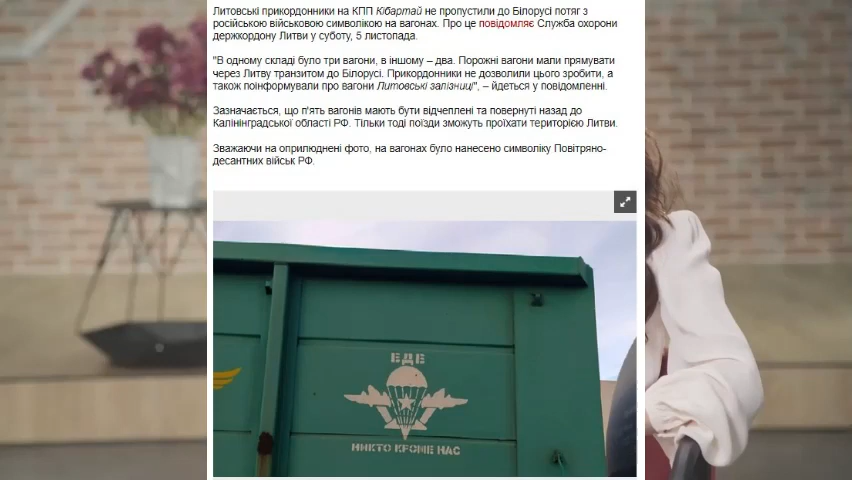 Литовські прикордонники на КПП Кібартай не пропустили до Білорусі потяг з
російською військовою символікою на вагонах. Про це повідомляє Служба охорони
держкордону Литви у суботу, 5 листопада.
"В одному складі було три вагони, в іншому – два. Порожні вагони мали прямувати
через Литву транзитом до Білорусі. Прикордонники не дозволили цього зробити, а
також поінформували про вагони Литовські залізниці", – йдеться у повідомленні.
Зазначається, що п'ять вагонів мають бути відчеплені та повернуті назад до
Калінінградської області РФ. Тільки тоді поїзди зможуть проїхати територією Литви.
Зважаючи на оприлюднені фото, на вагонах було нанесено символіку Повітряно-
десантних військ РФ.
ВДВ
НИКТО КРОМЕ НАС